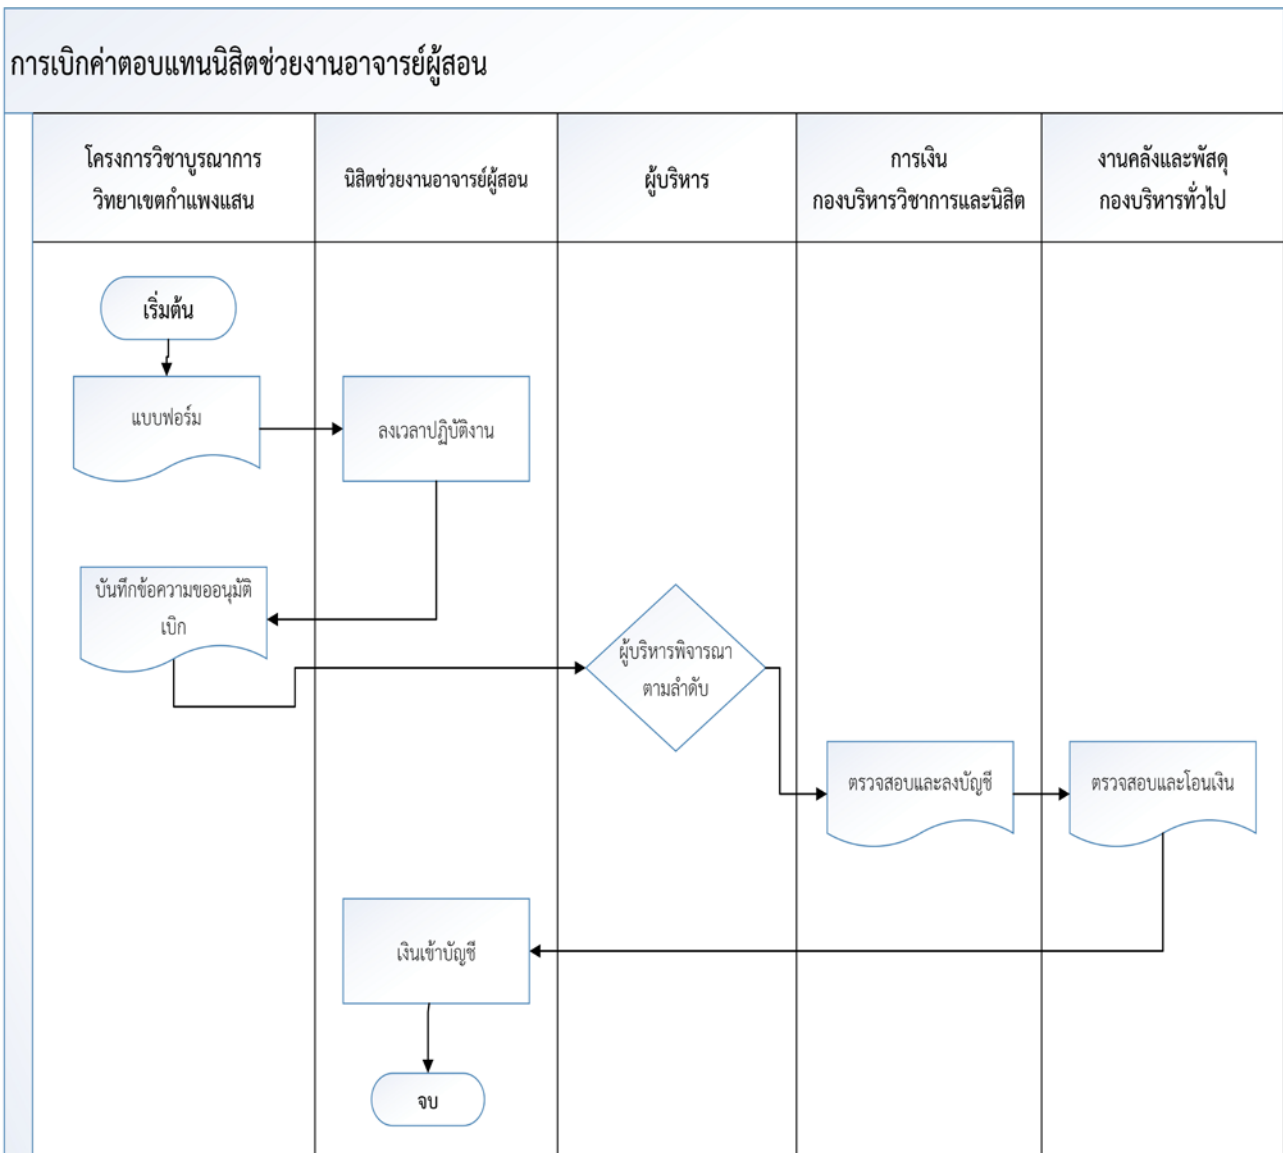 การเบิกค่าตอบแทนนิสิตช่วยงานอาจารย์ผู้สอน
โครงการวิชาบูรณาการ
วิทยาเขตกำแพงแสน
นิสิตช่วยงานอาจารย์ผู้สอน
ผู้บริหาร
การเงิน
กองบริหารวิชาการและนิสิต
งานคลังและพัสดุ
กองบริหารทั่วไป
เริ่มต้น
แบบฟอร์ม
ลงเวลาปฏิบัติงาน
บันทึกข้อความขออนุมัติ
เบิก
ผู้บริหารพิจารณา
ตามลำดับ
ตรวจสอบและลงบัญชี
ตรวจสอบและโอนเงิน
เงินเข้าบัญชี
จบ